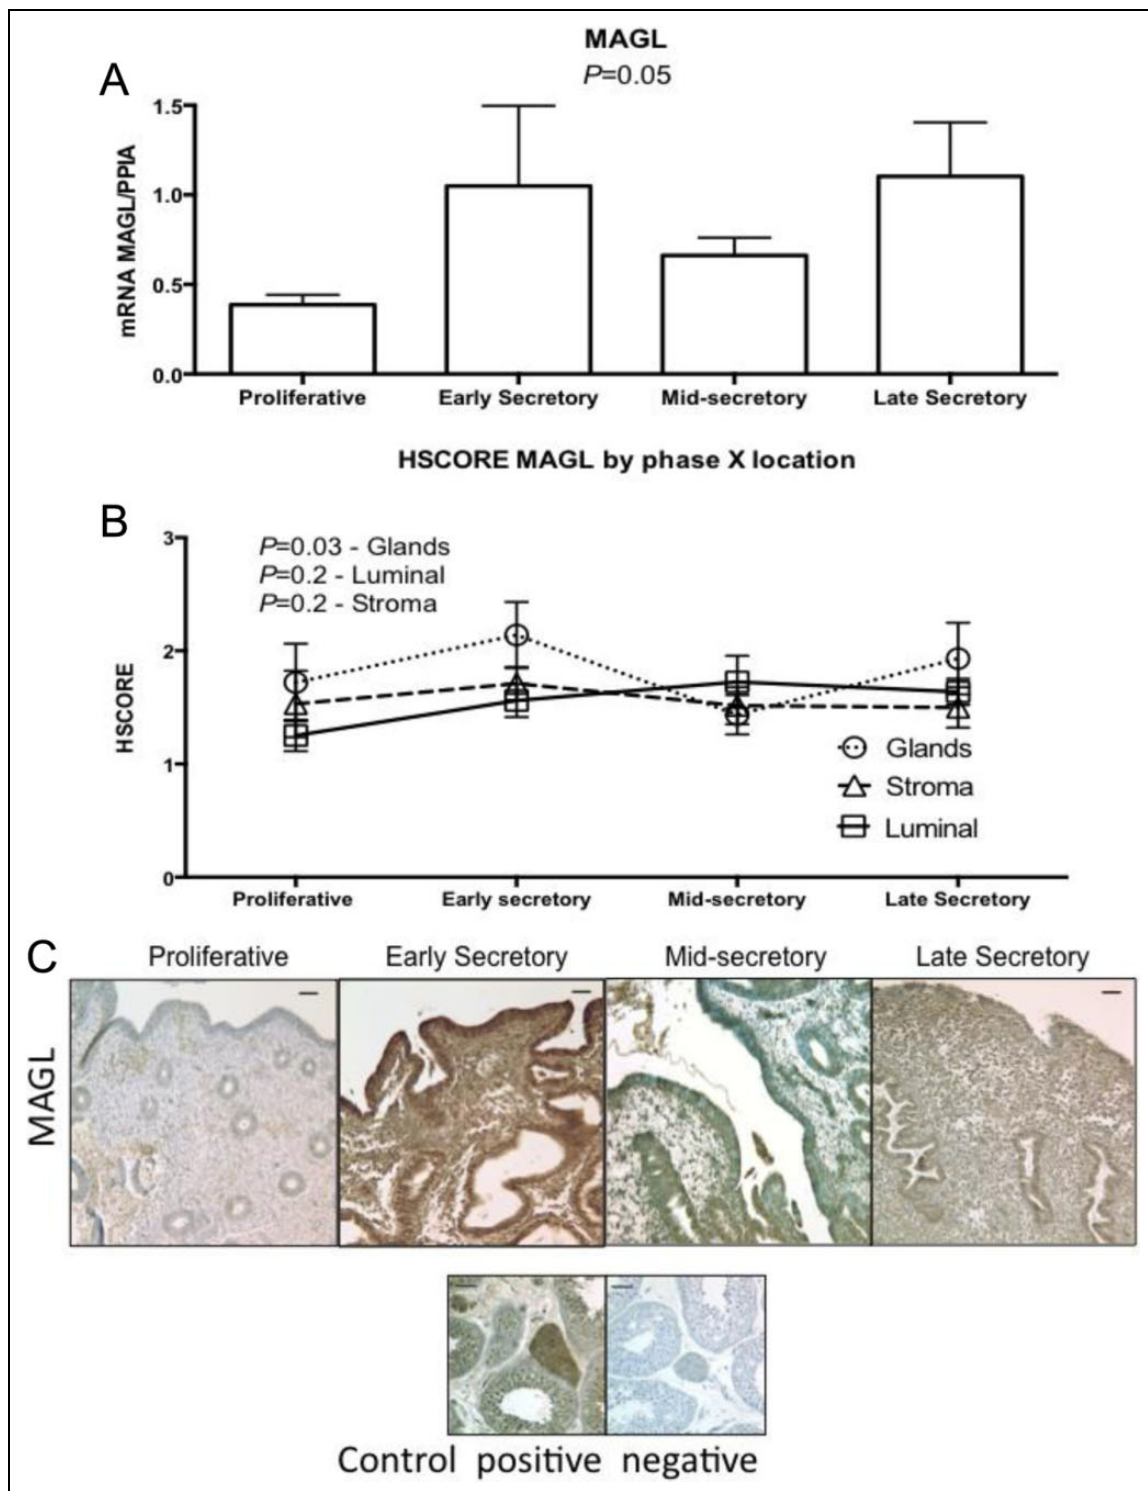 A
MAGL
P=0.05
mRNA MAGL/PPIA
1.5
1.0
0.5
0.0
Proliferative Early Secretory Mid-secretory Late Secretory
HSCORE MAGL by phase X location
B
P=0.03 - Glands
P=0.2 - Luminal
P=0.2 - Stroma
HSCORE
3
2
1
0
Glands
Stroma
Luminal
Proliferative Early secretory Mid-secretory Late Secretory
C
Proliferative Early Secretory Mid-secretory Late Secretory
MAGL
Control positive negative